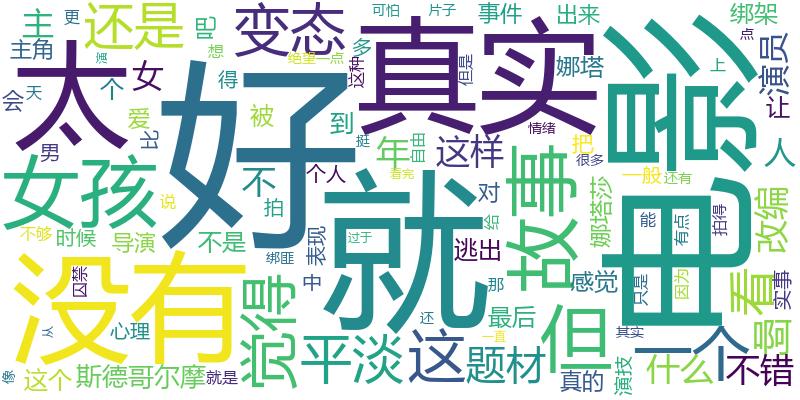 主
还是
吧
变态
可怕
更
片子
事件
出来
绑架
主角
想
绝望一点
多
点
演
太
女
得
这种
但是
真实
娜塔
电影
上
演员
会
天
个
爱
被
好
到
挺
情绪
让
男
比
个人
年
自由
这样
把
很多
人
女孩
说
不
看完
对
故事
娜塔莎
一般
还有
拍
给
能
有点
拍得
改编
不够
时候
导演
不是
表现
过于
就
逃出
没有
囚禁
绑匪
中
那
感觉
只是
因为
看
实事
觉得
最后
但
从
心理
还
一直
一个
其实
哥
像
这个
斯德哥尔摩
就是
平淡
这
题材
真的
演技
什么
不错